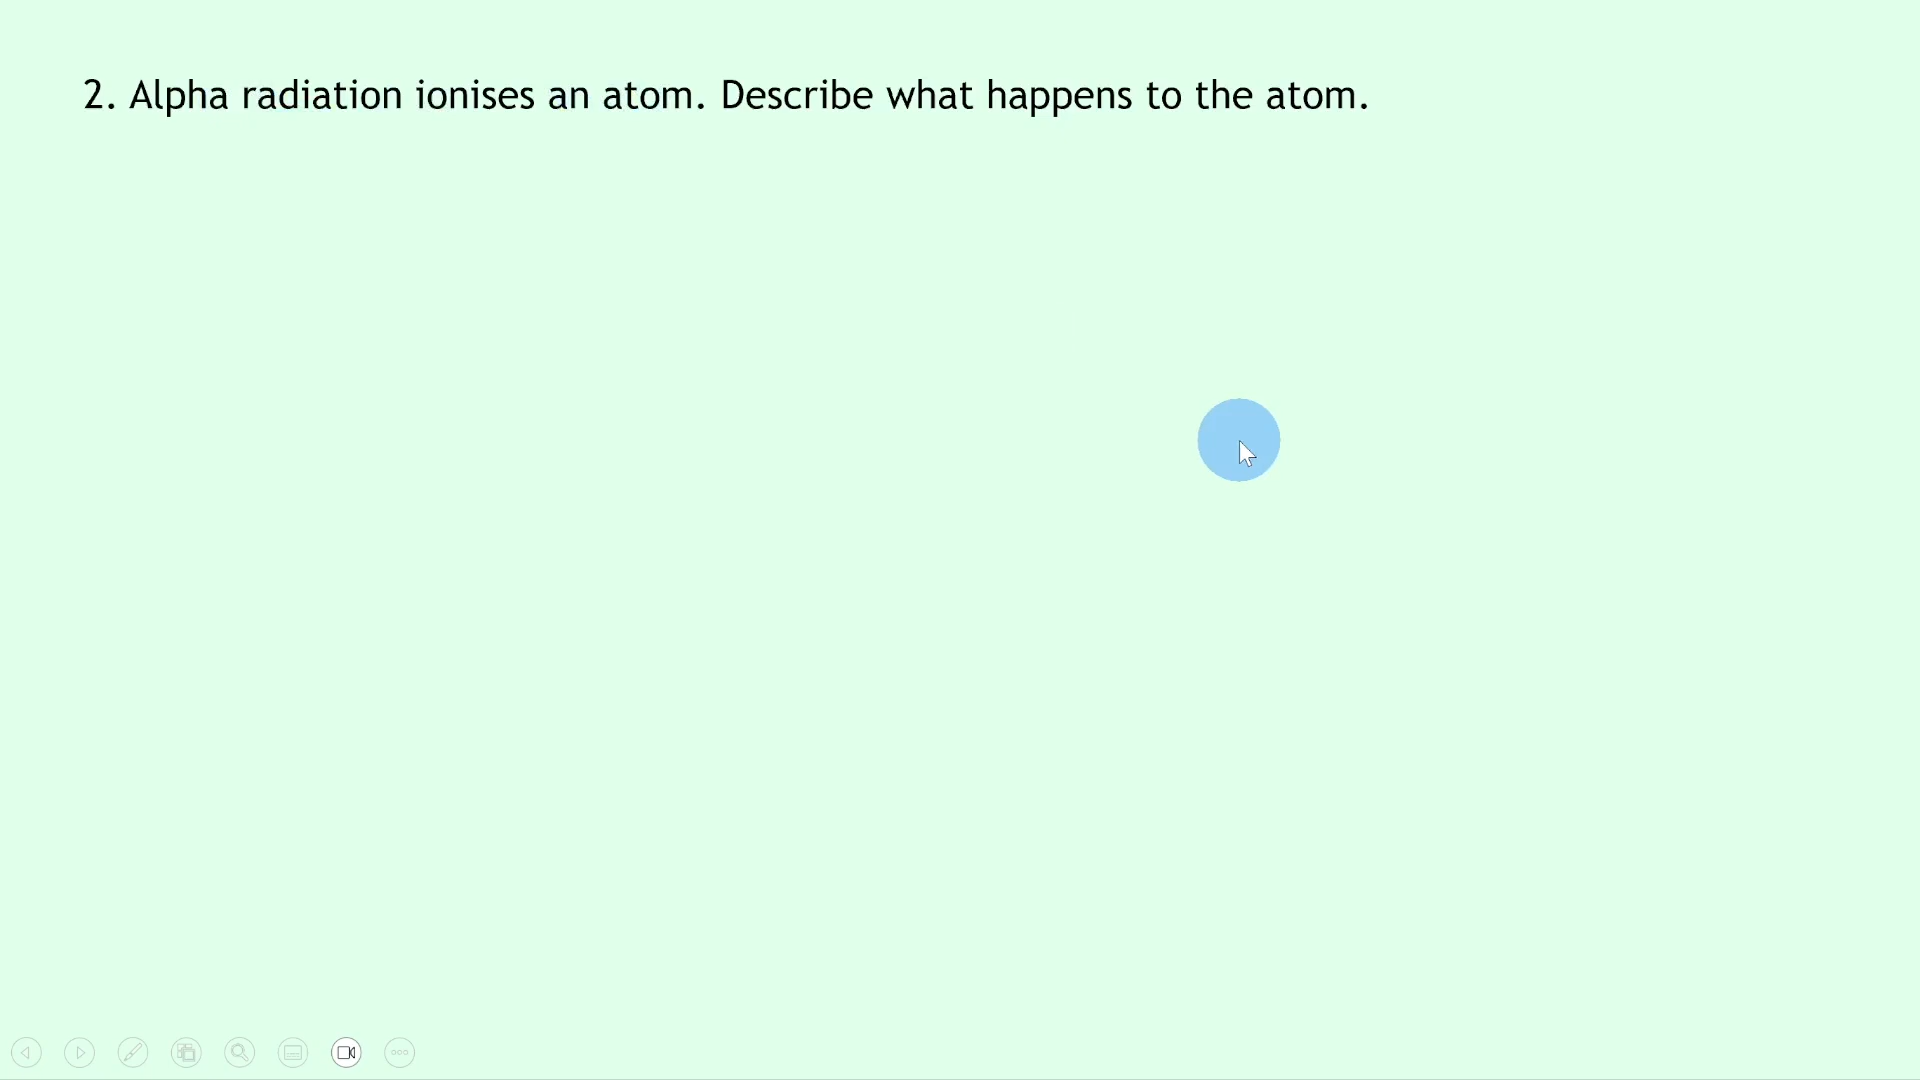 2. Alpha radiation ionises an atom. Describe what happens to the atom.